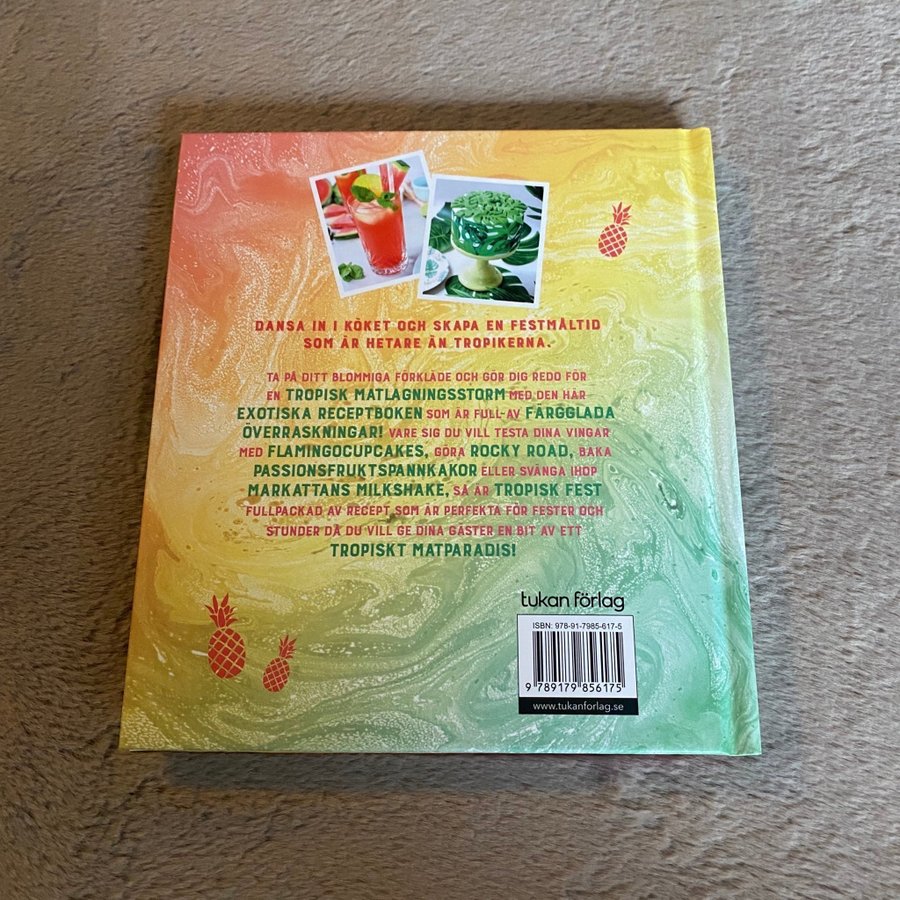 DANSA IN I KÖKET OCH SKAPA EN FESTMÅLTID
SOM ÄR HETARE ÄN TROPIKERNA.
TA PÅ DITT BLOMMIGA FÖRKLÄDE OCH GÖR DIG REDO FÖR
EN TROPISK MATLAGNINGSSTORM MED DEN HÄR
EXOTISKA RECEPTBOKEN SOM ÄR FULL-AV FÄRGGLADA
ÖVERRASKNINGAR! VARE SIG DU VILL TESTA DINA VINGAR
MED FLAMINGOCUPCAKES, GÖRA ROCKY ROAD, BAKA
PASSIONSFRUKTSPANNKAKOR ELLER SVÄNGA IHOP
MARKATTANS MILKSHAKE, SÅ ÄR TROPISK FEST
FULLPACKAD AV RECEPT SOM ÄR PERFEKTA FÖR FESTER OCH
STUNDER DÅ DU VILL GE DINA GÄSTER EN BIT AV ETT
TROPISKT MATPARADIS!
tukan förlag
ISBN: 978-91-7985-617-5
9 789179 856175
www.tukanforlag.se